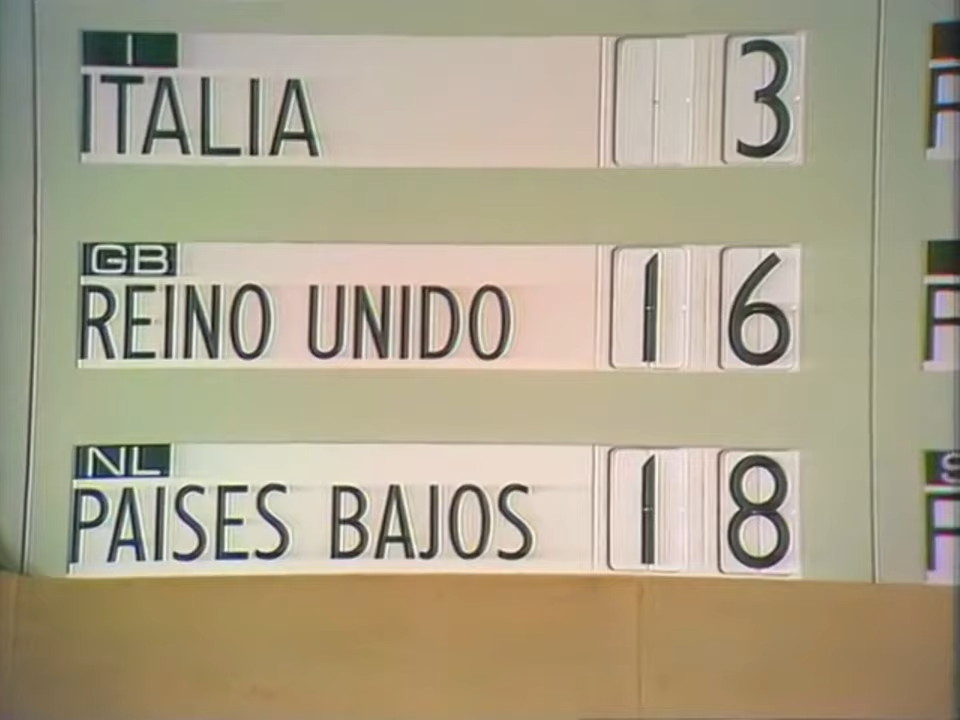 I
ITALIA 3
GB
REINO UNIDO 16
NL
PAISES BAJOS 18